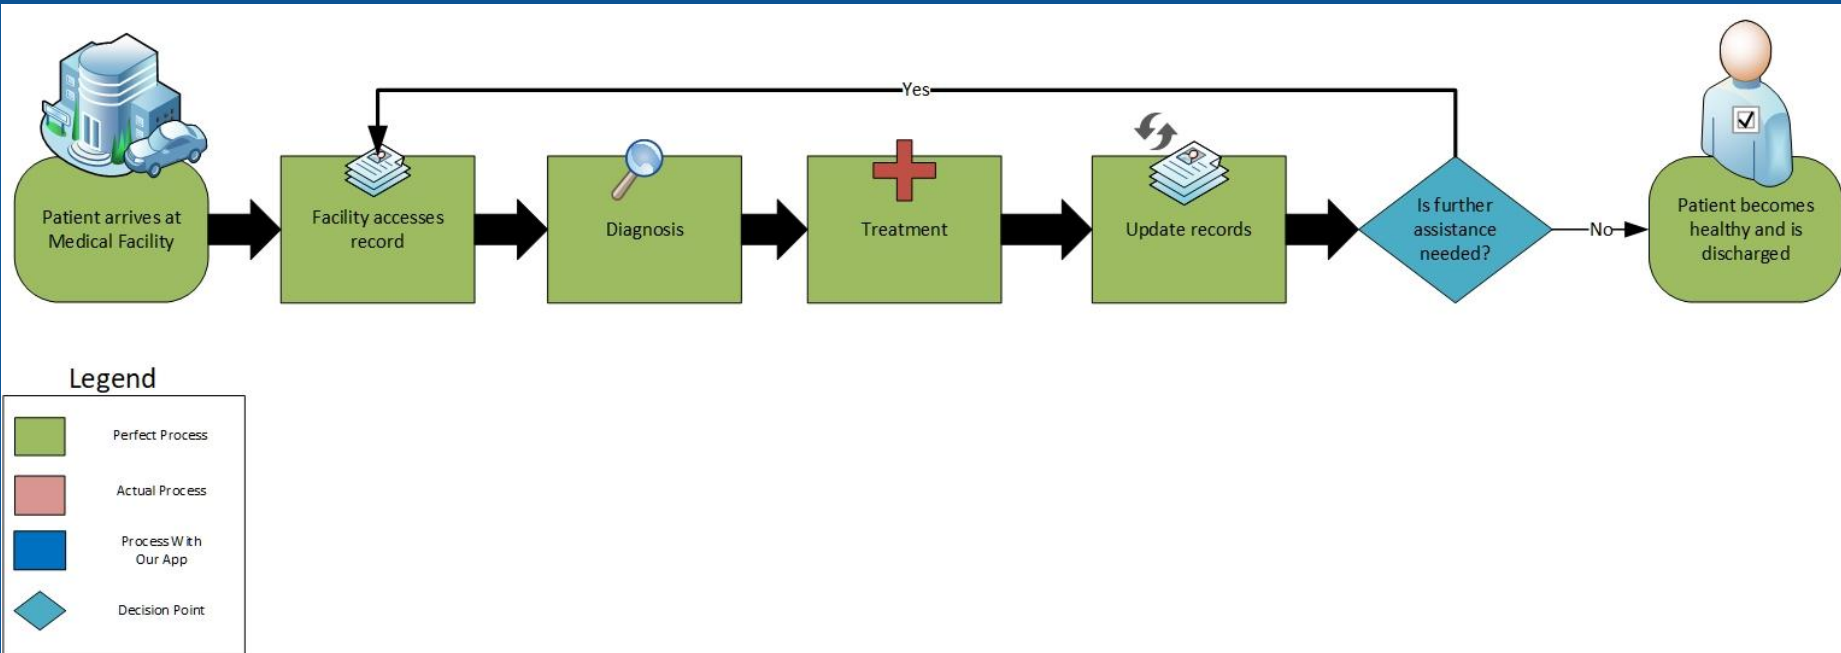 Yes
Patient arrives at
Medical Facility
Facility accesses
record
Diagnosis
Treatment
Update records
Is further
assistance
needed?
No
Patient becomes
healthy and is
discharged
Legend
Perfect Process
Actual Process
Process With
Our App
Decision Point